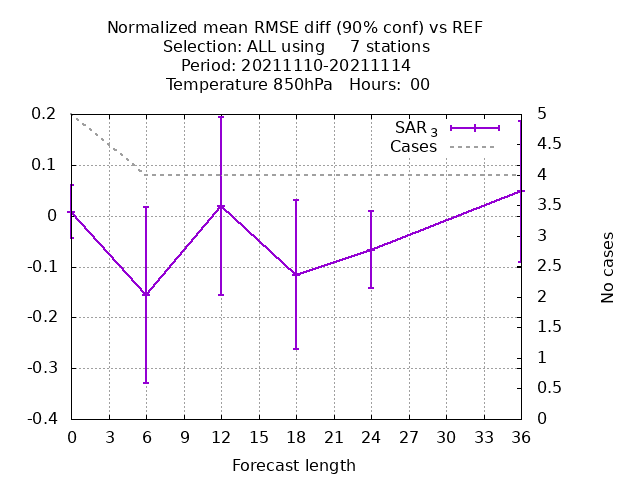 Normalized mean RMSE diff (90% conf) vs REF
Selection: ALL using     7 stations
Period: 20211110-20211114
Temperature 850hPa   Hours:  00
SAR 3
Cases
0.2
0.1
0
-0.1
-0.2
-0.3
-0.4
5
4.5
4
3.5
3
2.5
2
1.5
1
0.5
0
No cases
0 3 6 9 12 15 18 21 24 27 30 33 36
Forecast length